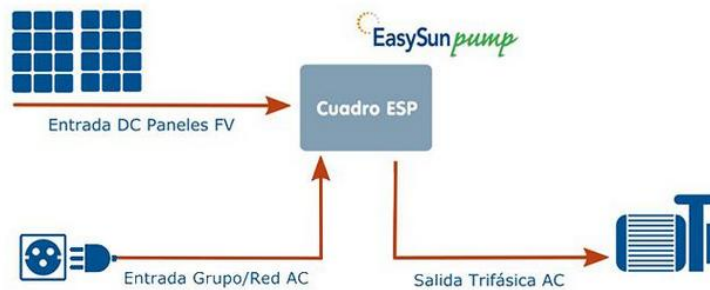 EasySun pump
Cuadro ESP
Entrada DC Paneles FV
Entrada Grupo/Red AC
Salida Trifásica AC